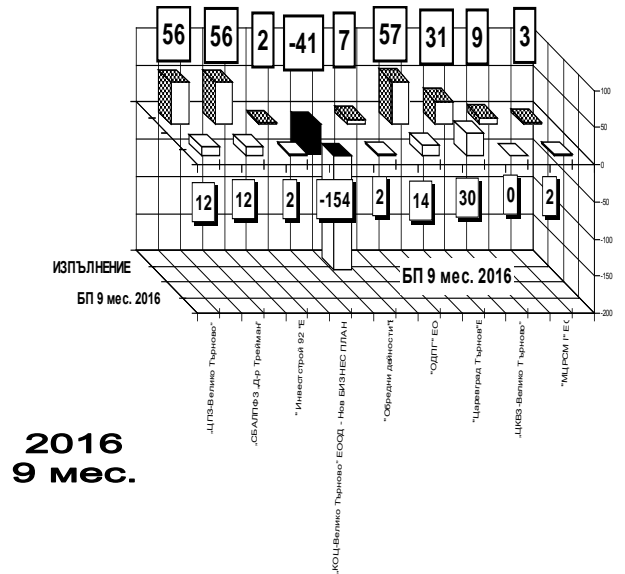 56 56 2 -41 7 57 31 9 3
100
50
0
-50
-100
-150
-200
12 12 2 -154 2 14 30 0 2
ИЗПЪЛНЕНИЕ
БП 9 мес. 2016
БП 9 мес. 2016
„ЦПЗ-Велико Търново"
„СБАЛПФЗ Д-р Трейман"
" Инвестстрой 92 "Е
„КОЦ-Велико Търново" ЕООД - Нов БИЗНЕС ПЛАН
"Обредни дейности"Е
"ОДПГ" ЕО
"Царевград Търнов"Е
„ЦКВЗ-Велико Търново"
"МЦРСМ I" ЕО
2016
9 мес.